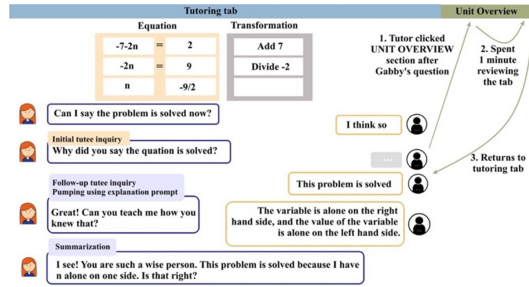 Tutoring tab
Unit Overview
Equation
Transformation
-7-2n = 2
Add 7
-2n = 9
Divide -2
n -9/2
1. Tutor clicked
UNIT OVERVIEW
section after
Gabby's question
2. Spent
1 minute
reviewing
the tab
Can I say the problem is solved now?
I think so
Initial tutee inquiry
Why did you say the quation is solved?
...
3. Returns to
tutoring tab
This problem is solved
Follow-up tutee inquiry
Pumping using explanation prompt
Great! Can you teach me how you
knew that?
The variable is alone on the right
hand side, and the value of the variable
is alone on the left hand side.
Summarization
I see! You are such a wise person. This problem is solved because I have
n alone on one side. Is that right?